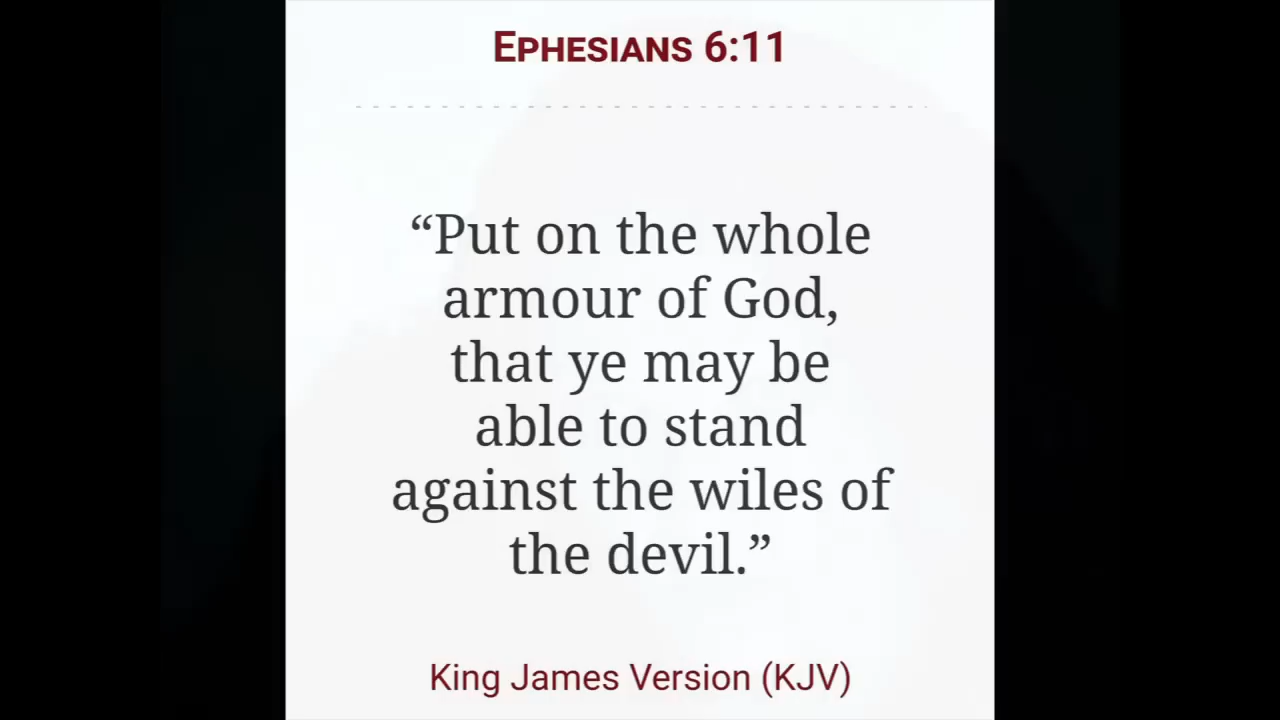 Ephesians 6:11
“Put on the whole
armour of God,
that ye may be
able to stand
against the wiles of
the devil.”
King James Version (KJV)